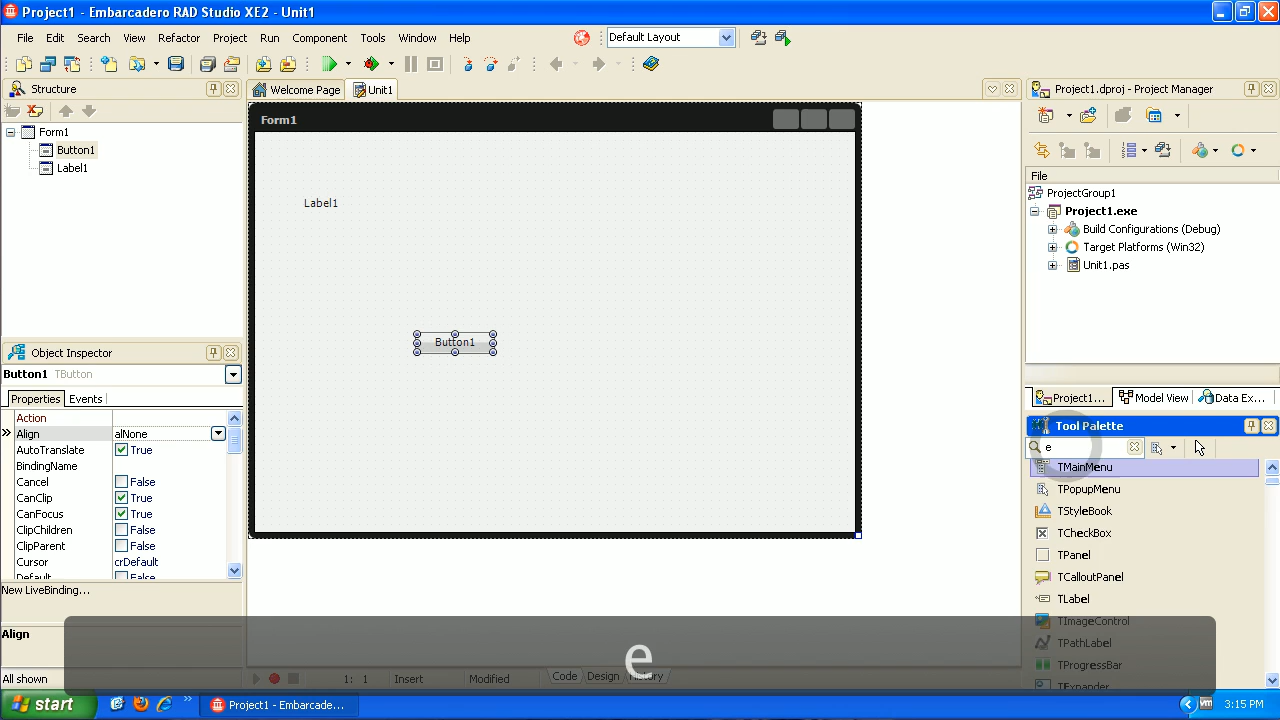 Project1 - Embarcadero RAD Studio XE2 - Unit1
File Edit Search View Refactor Project Run Component Tools Window Help
Default Layout
Structure
Welcome Page
Unit1
Project1.dproj - Project Manager
Form1
Button1
Label1
Form1
Label1
Button1
File
ProjectGroup1
Project1.exe
Build Configurations (Debug)
Target Platforms (Win32)
Unit1.pas
Object Inspector
Button1 TButton
Properties Events
Action
Align alNone
AutoTranslate True
BindingName
Cancel False
CanClip True
CanFocus True
ClipChildren False
ClipParent False
Cursor crDefault
Default False
New LiveBinding...
Align
All shown
Project1... Model View Data Ex...
Tool Palette
e
TMainMenu
TPopupMenu
TStyleBook
TCheckBox
TPanel
TCalloutPanel
TLabel
TImageControl
TPathLabel
TProgressBar
TExpander
e
1: 1 Insert Modified Code Design History
start
Project1 - Embarcade...
3:15 PM